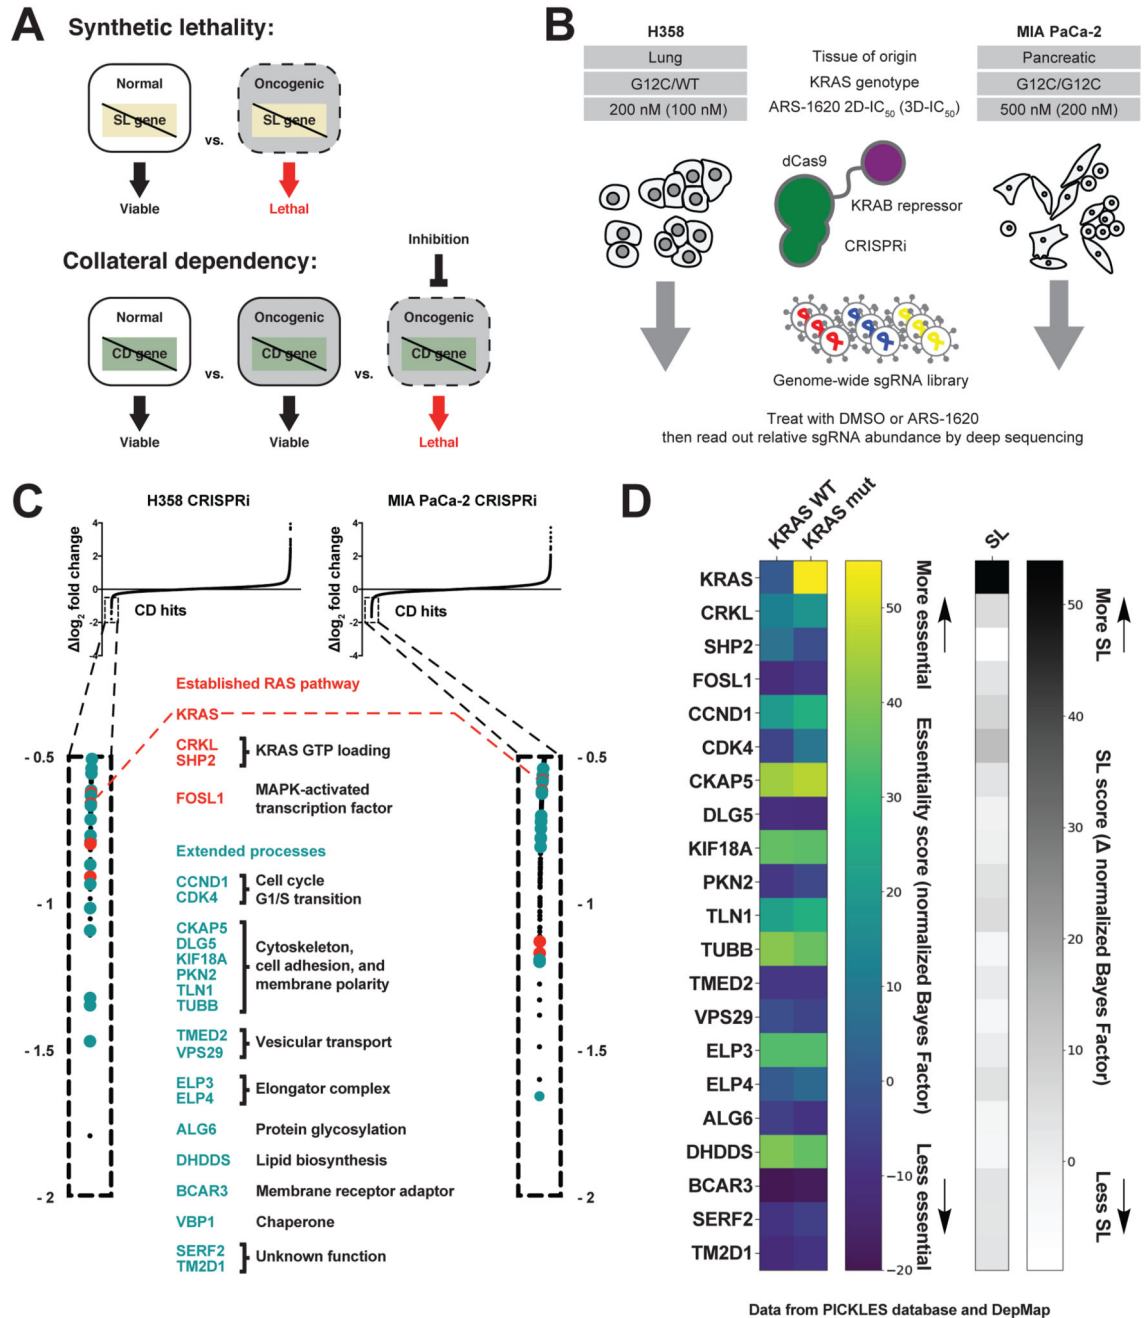 A
Synthetic lethality:
Normal
SL gene
Viable
vs.
Oncogenic
SL gene
Lethal
Collateral dependency:
Inhibition
Normal
CD gene
Viable
vs.
Oncogenic
CD gene
Viable
vs.
Oncogenic
CD gene
Lethal
B
H358 MIA PaCa-2
Lung Tissue of origin Pancreatic
G12C/WT KRAS genotype G12C/G12C
200 nM (100 nM) ARS-1620 2D-IC50 (3D-IC50) 500 nM (200 nM)
dCas9
KRAB repressor
CRISPRi
Genome-wide sgRNA library
Treat with DMSO or ARS-1620
then read out relative sgRNA abundance by deep sequencing
C
H358 CRISPRi
Δlog2 fold change
4
2
0
-2
-4
CD hits
MIA PaCa-2 CRISPRi
Δlog2 fold change
4
2
0
-2
-4
CD hits
- 0.5
- 1
- 1.5
- 2
Established RAS pathway
KRAS
CRKL
SHP2
KRAS GTP loading
FOSL1
MAPK-activated
transcription factor
Extended processes
CCND1
CDK4
Cell cycle
G1/S transition
CKAP5
DLG5
KIF18A
PKN2
TLN1
TUBB
Cytoskeleton,
cell adhesion, and
membrane polarity
TMED2
VPS29
Vesicular transport
ELP3
ELP4
Elongator complex
ALG6 Protein glycosylation
DHDDS Lipid biosynthesis
BCAR3 Membrane receptor adaptor
VBP1 Chaperone
SERF2
TM2D1
Unknown function
- 0.5
- 1
- 1.5
- 2
D
KRAS WT
KRAS mut
SL
KRAS
CRKL
SHP2
FOSL1
CCND1
CDK4
CKAP5
DLG5
KIF18A
PKN2
TLN1
TUBB
TMED2
VPS29
ELP3
ELP4
ALG6
DHDDS
BCAR3
SERF2
TM2D1
50
40
30
20
10
0
−10
−20
More essential
Essentiality score (normalized Bayes Factor)
Less essential
50
40
30
20
10
0
More SL
SL score (Δ normalized Bayes Factor)
Less SL
Data from PICKLES database and DepMap